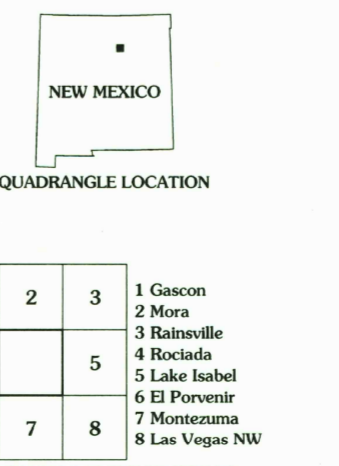 NEW MEXICO
QUADRANGLE LOCATION
2 3
5
7 8
1 Gascon
2 Mora
3 Rainsville
4 Rociada
5 Lake Isabel
6 El Porvenir
7 Montezuma
8 Las Vegas NW